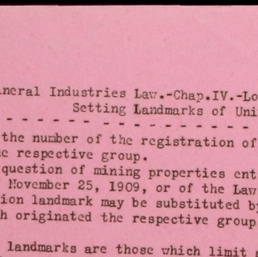 neral Industries Law.-Chap.IV.-Lo
Setting Landmarks of Uni
the number of the registration of
e respective group.
question of mining properties ent
November 25, 1909, or of the Law
ion landmark may be substituted by
h originated the respective group
landmarks are those which limit